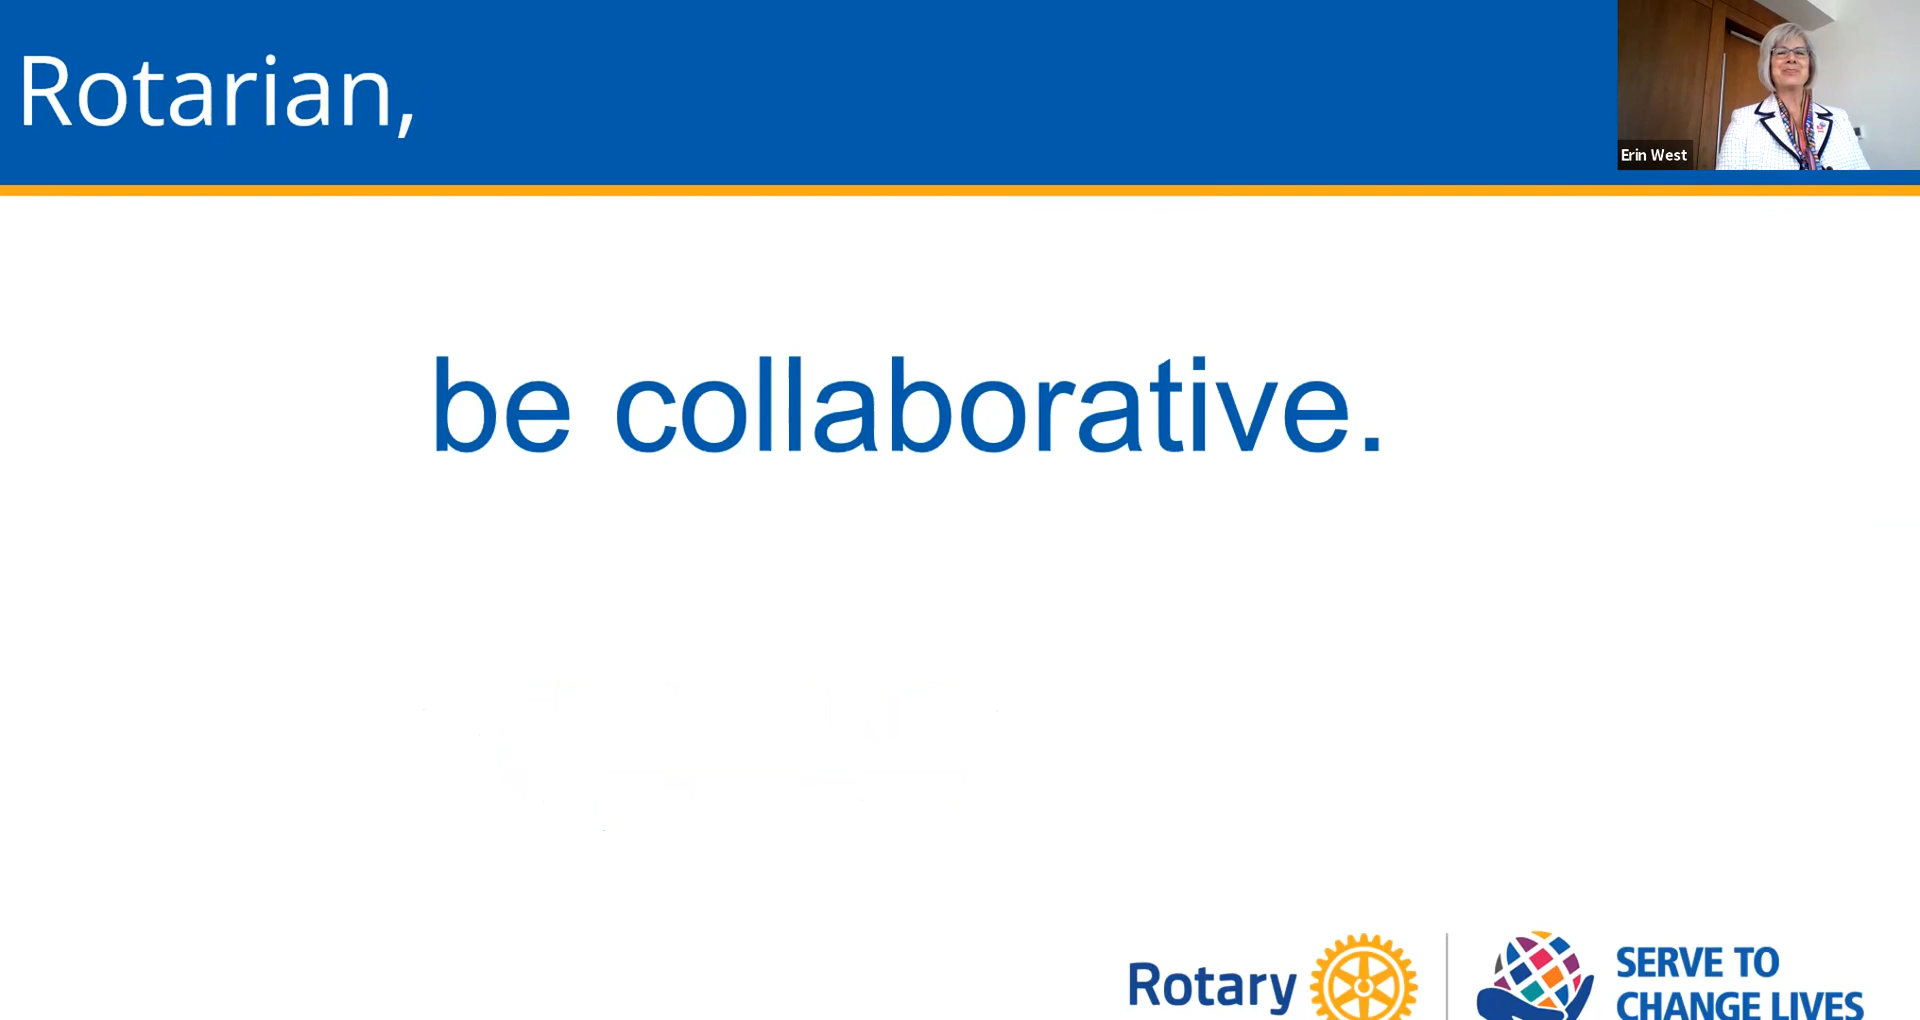 Rotarian,
Erin West
be collaborative.
Rotary
SERVE TO
CHANGE LIVES